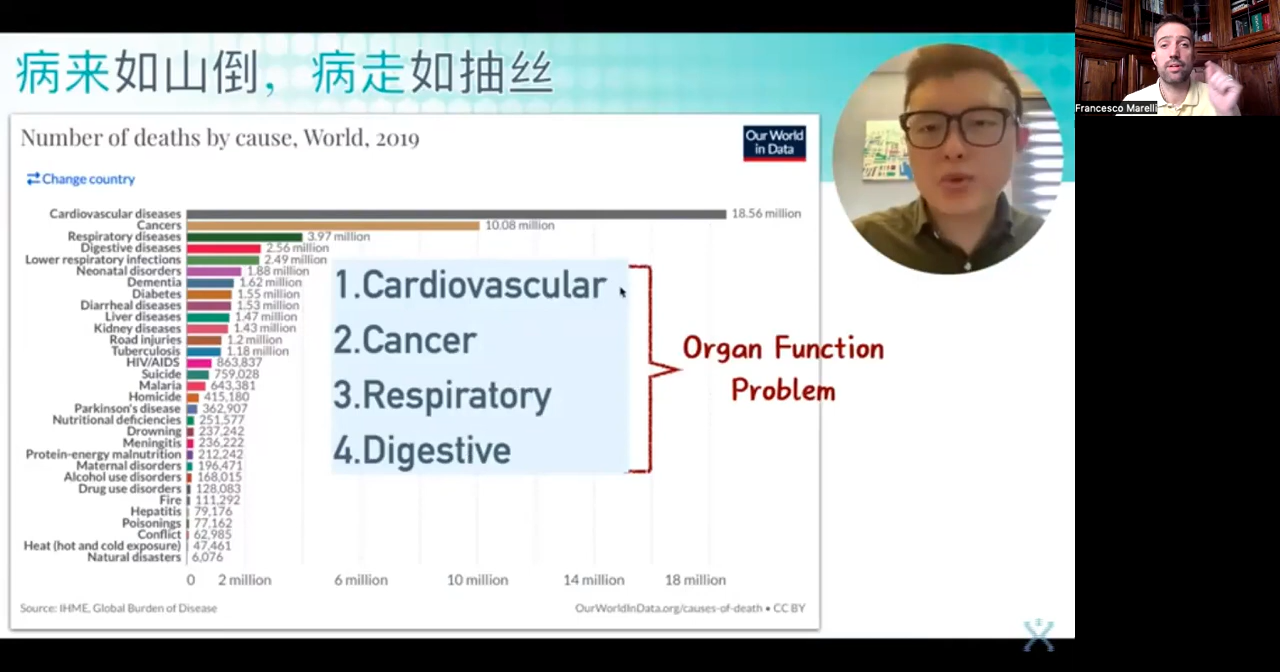 病来如山倒，病走如抽丝
Francesco Marelli
Number of deaths by cause, World, 2019
Our World
in Data
Change country
Cardiovascular diseases 18.56 million
Cancers 10.08 million
Respiratory diseases 3.97 million
Digestive diseases 2.56 million
Lower respiratory infections 2.49 million
Neonatal disorders 1.88 million
Dementia 1.62 million
Diabetes 1.55 million
Diarrheal diseases 1.53 million
Liver diseases 1.47 million
Kidney diseases 1.43 million
Road injuries 1.2 million
Tuberculosis 1.18 million
HIV/AIDS 863,837
Suicide 759,028
Malaria 643,381
Homicide 415,180
Parkinson's disease 362,907
Nutritional deficiencies 251,577
Drowning 237,242
Meningitis 236,222
Protein-energy malnutrition 212,242
Maternal disorders 196,471
Alcohol use disorders 168,015
Drug use disorders 128,083
Fire 111,292
Hepatitis 79,176
Poisonings 77,162
Conflict 62,985
Heat (hot and cold exposure) 47,461
Natural disasters 6,076
0 2 million 6 million 10 million 14 million 18 million
1.Cardiovascular
2.Cancer
3.Respiratory
4.Digestive
Organ Function
Problem
Source: IHME, Global Burden of Disease
OurWorldInData.org/causes-of-death • CC BY